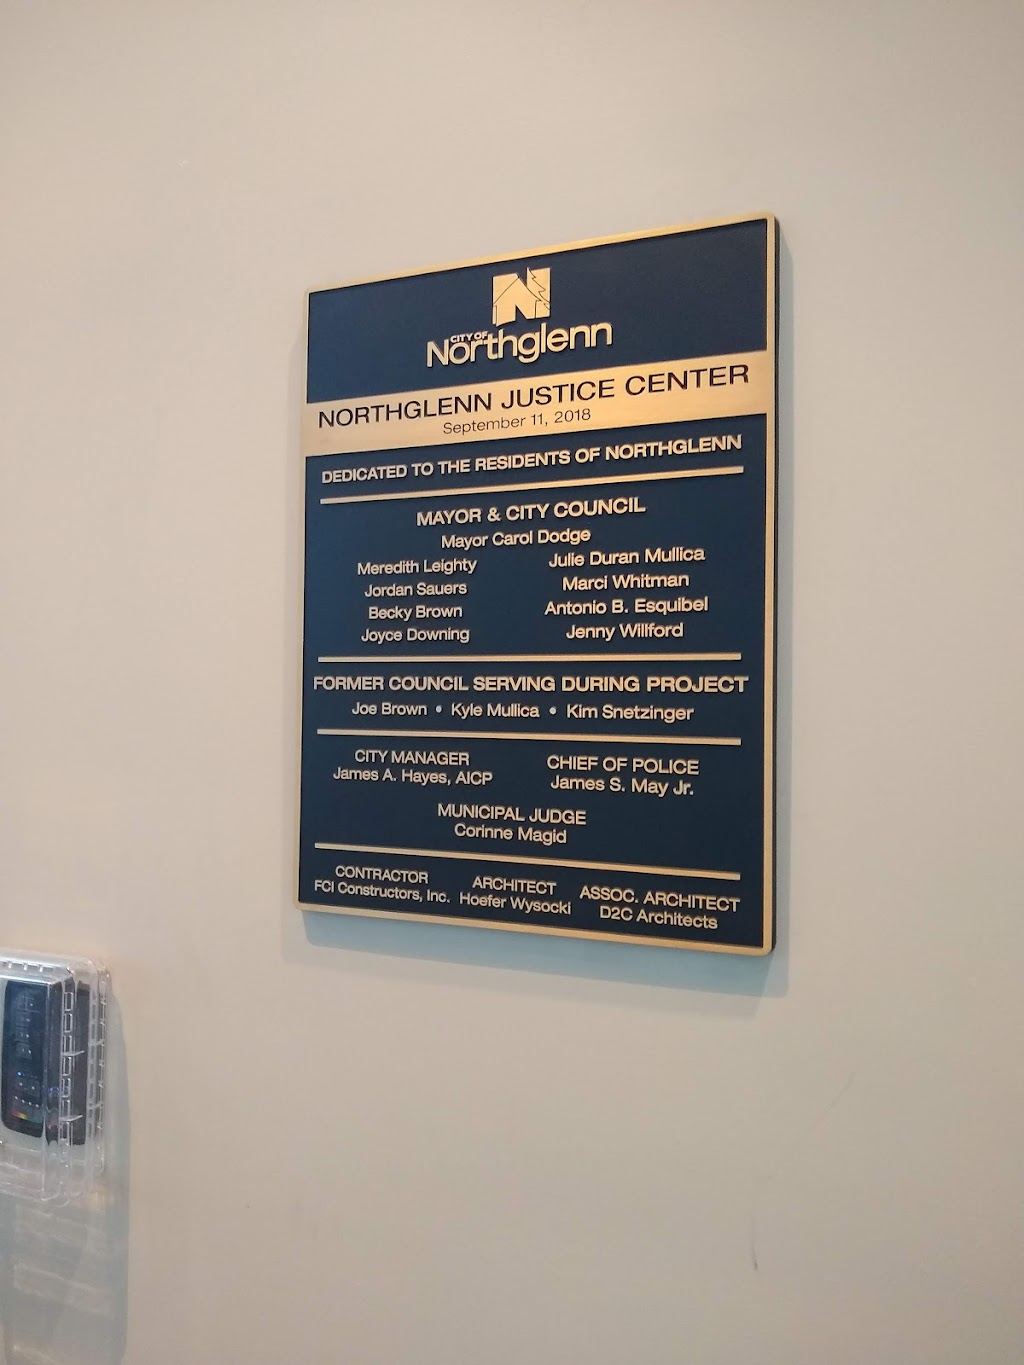 N
CITY OF
Northglenn
NORTHGLENN JUSTICE CENTER
September 11, 2018
DEDICATED TO THE RESIDENTS OF NORTHGLENN
MAYOR & CITY COUNCIL
Mayor Carol Dodge
Meredith Leighty Julie Duran Mullica
Jordan Sauers Marci Whitman
Becky Brown Antonio B. Esquibel
Joyce Downing Jenny Willford
FORMER COUNCIL SERVING DURING PROJECT
Joe Brown • Kyle Mullica • Kim Snetzinger
CITY MANAGER CHIEF OF POLICE
James A. Hayes, AICP James S. May Jr.
MUNICIPAL JUDGE
Corinne Magid
CONTRACTOR ARCHITECT ASSOC. ARCHITECT
FCI Constructors, Inc. Hoefer Wysocki D2C Architects